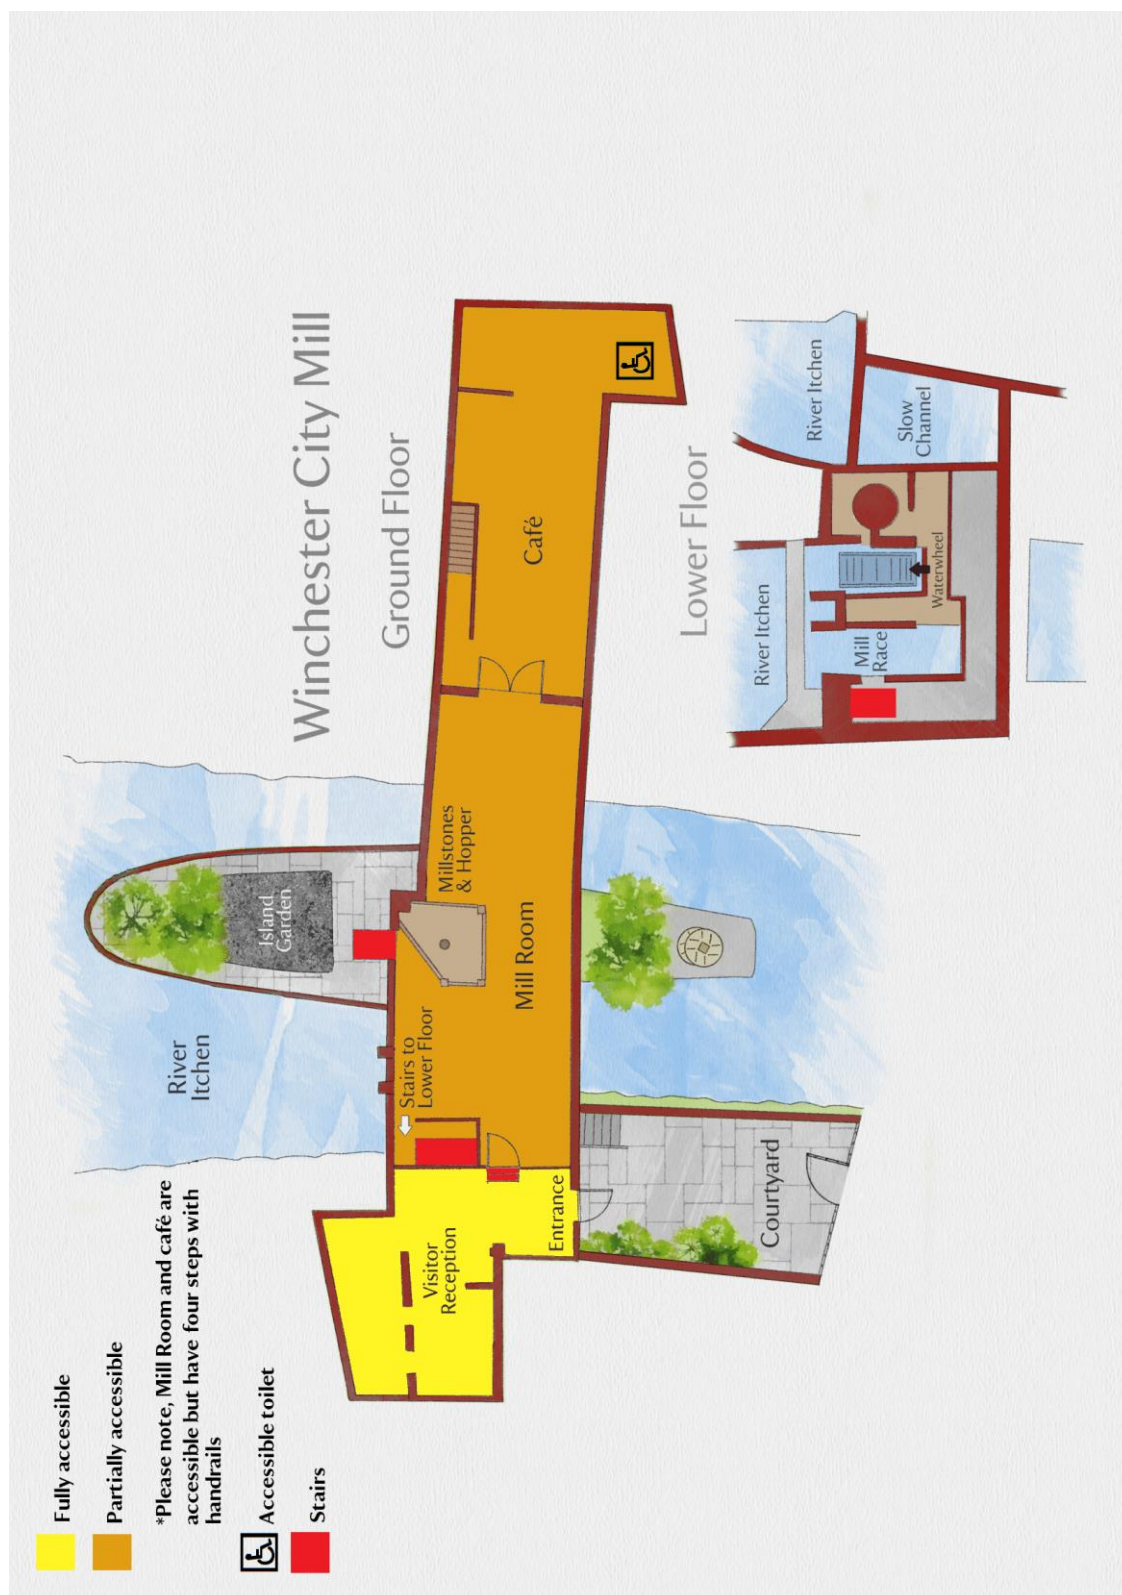 Winchester City Mill
Ground Floor
Fully accessible
Partially accessible
*Please note, Mill Room and café are
accessible but have four steps with
handrails
Accessible toilet
Stairs
River
Itchen
Island
Garden
Stairs to
Lower Floor
Millstones
& Hopper
Visitor
Reception
Entrance
Mill Room
Café
Courtyard
Lower Floor
River Itchen
River Itchen
Mill
Race
Waterwheel
Slow
Channel